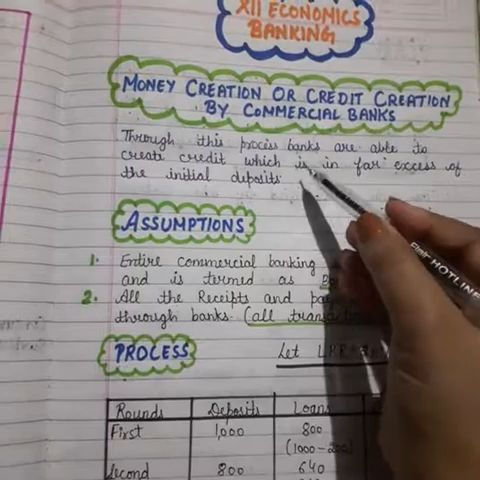 XII ECONOMICS
BANKING
MONEY CREATION OR CREDIT CREATION
BY COMMERCIAL BANKS
Through this process banks are able to
create credit which is in far excess of
the initial deposits.
ASSUMPTIONS
1. Entire commercial banking
and is termed as
2. All the Receipts and
through banks. (all
PROCESS
Let LRR
Rounds Deposits Loans
First 1,000 800
(1000-200)
Second 800 640
Flair HOTLINE